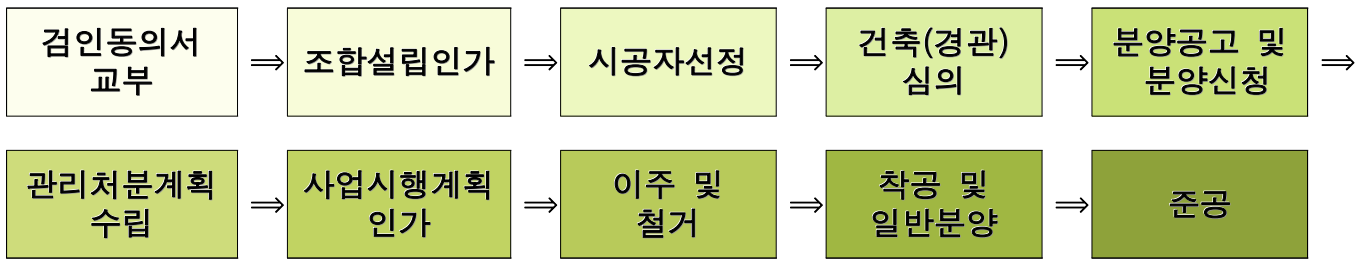 검인동의서
교부
⇒
조합설립인가
⇒
시공자선정
⇒
건축(경관)
심의
⇒
분양공고 및
분양신청
⇒
관리처분계획
수립
⇒
사업시행계획
인가
⇒
이주 및
철거
⇒
착공 및
일반분양
⇒
준공